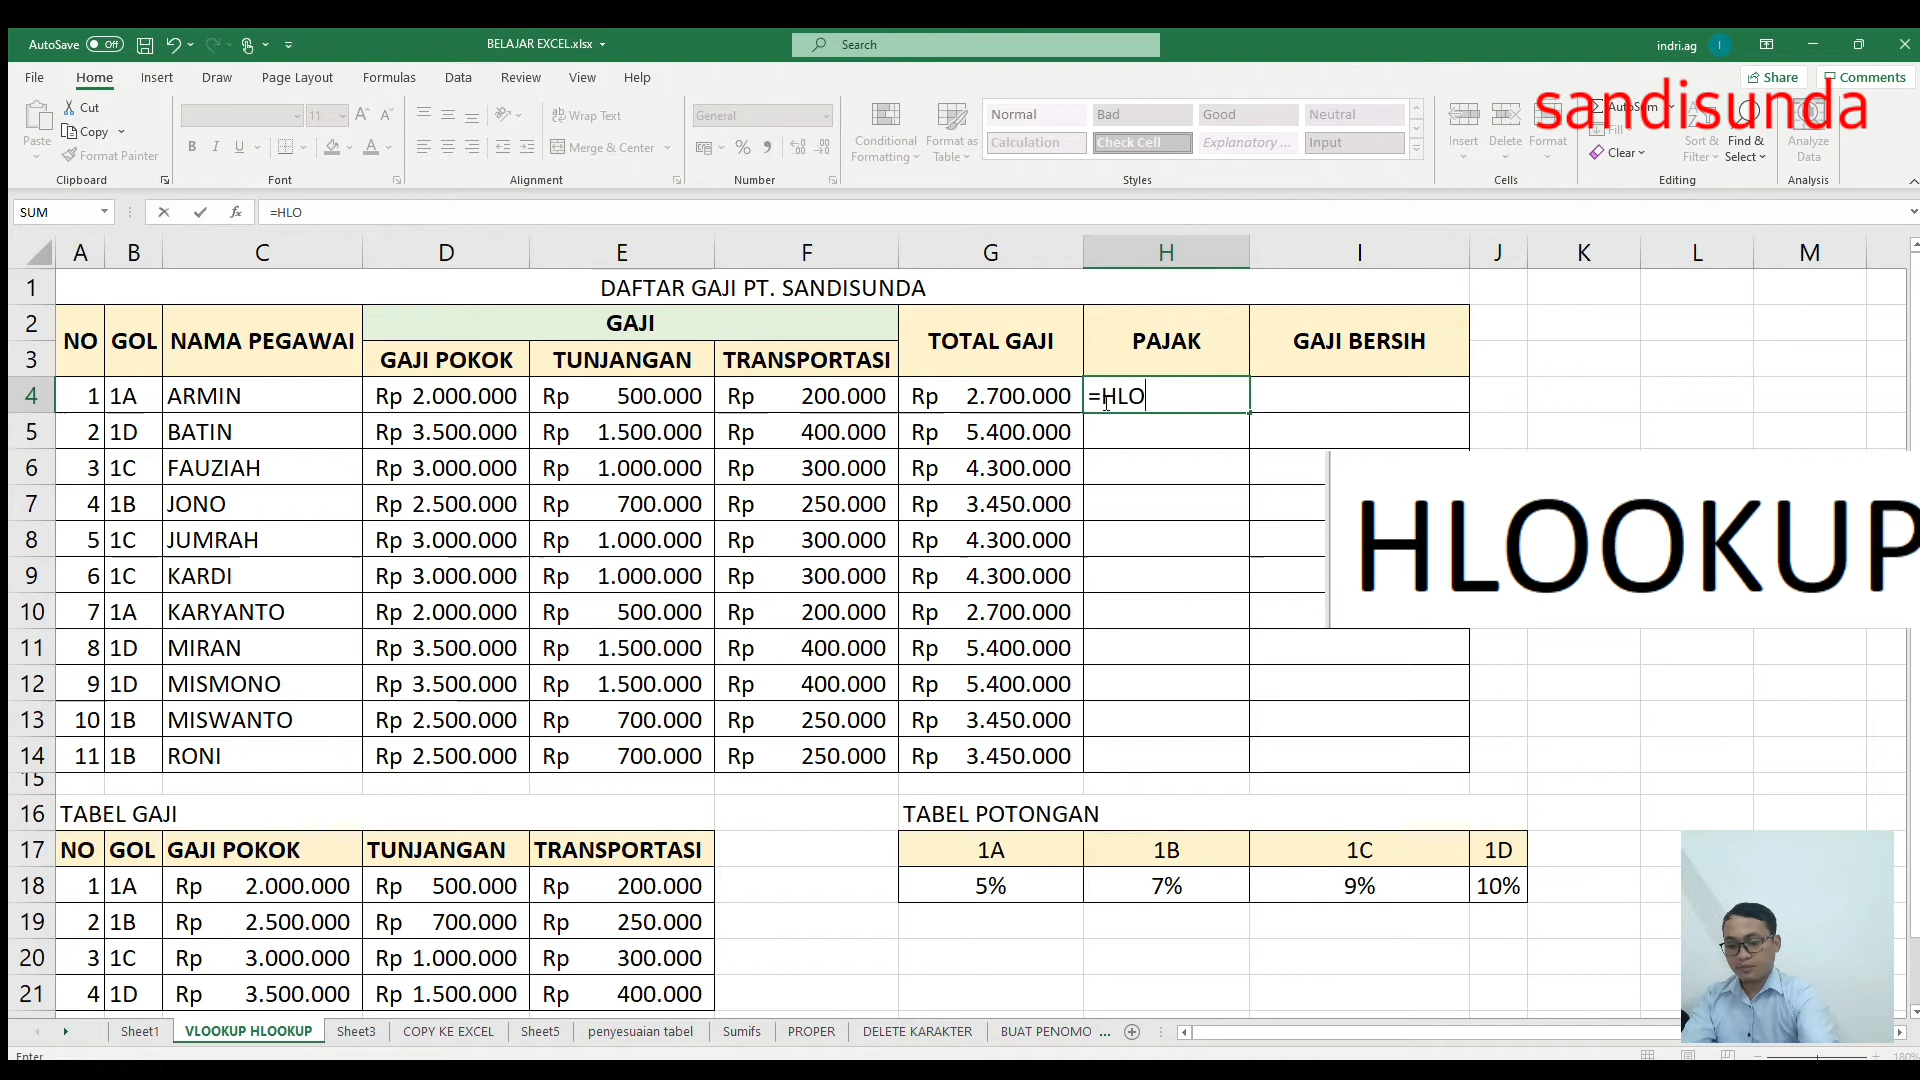 AutoSave Off BELAJAR EXCEL.xlsx Search indri.ag I
File Home Insert Draw Page Layout Formulas Data Review View Help Share Comments
sandisunda
Paste Cut Copy Format Painter Clipboard
11 B I U Font
Wrap Text Merge & Center Alignment
General Number
Conditional Formatting Format as Table
Normal Bad Good Neutral
Calculation Check Cell Explanatory ... Input
Styles
Insert Delete Format Cells
AutoSum Fill Clear Sort & Filter Find & Select Editing
Analyze Data Analysis
SUM fx =HLO
A B C D E F G H I J K L M
1 DAFTAR GAJI PT. SANDISUNDA
2 NO GOL NAMA PEGAWAI GAJI TOTAL GAJI PAJAK GAJI BERSIH
3 GAJI POKOK TUNJANGAN TRANSPORTASI
4 1 1A ARMIN Rp 2.000.000 Rp 500.000 Rp 200.000 Rp 2.700.000 =HLO
5 2 1D BATIN Rp 3.500.000 Rp 1.500.000 Rp 400.000 Rp 5.400.000
6 3 1C FAUZIAH Rp 3.000.000 Rp 1.000.000 Rp 300.000 Rp 4.300.000
7 4 1B JONO Rp 2.500.000 Rp 700.000 Rp 250.000 Rp 3.450.000
HLOOKUP
8 5 1C JUMRAH Rp 3.000.000 Rp 1.000.000 Rp 300.000 Rp 4.300.000
9 6 1C KARDI Rp 3.000.000 Rp 1.000.000 Rp 300.000 Rp 4.300.000
10 7 1A KARYANTO Rp 2.000.000 Rp 500.000 Rp 200.000 Rp 2.700.000
11 8 1D MIRAN Rp 3.500.000 Rp 1.500.000 Rp 400.000 Rp 5.400.000
12 9 1D MISMONO Rp 3.500.000 Rp 1.500.000 Rp 400.000 Rp 5.400.000
13 10 1B MISWANTO Rp 2.500.000 Rp 700.000 Rp 250.000 Rp 3.450.000
14 11 1B RONI Rp 2.500.000 Rp 700.000 Rp 250.000 Rp 3.450.000
15
16 TABEL GAJI TABEL POTONGAN
17 NO GOL GAJI POKOK TUNJANGAN TRANSPORTASI 1A 1B 1C 1D
18 1 1A Rp 2.000.000 Rp 500.000 Rp 200.000 5% 7% 9% 10%
19 2 1B Rp 2.500.000 Rp 700.000 Rp 250.000
20 3 1C Rp 3.000.000 Rp 1.000.000 Rp 300.000
21 4 1D Rp 3.500.000 Rp 1.500.000 Rp 400.000
Sheet1 VLOOKUP HLOOKUP Sheet3 COPY KE EXCEL Sheet5 penyesuaian tabel Sumifs PROPER DELETE KARAKTER BUAT PENOMO ...
Enter 180%